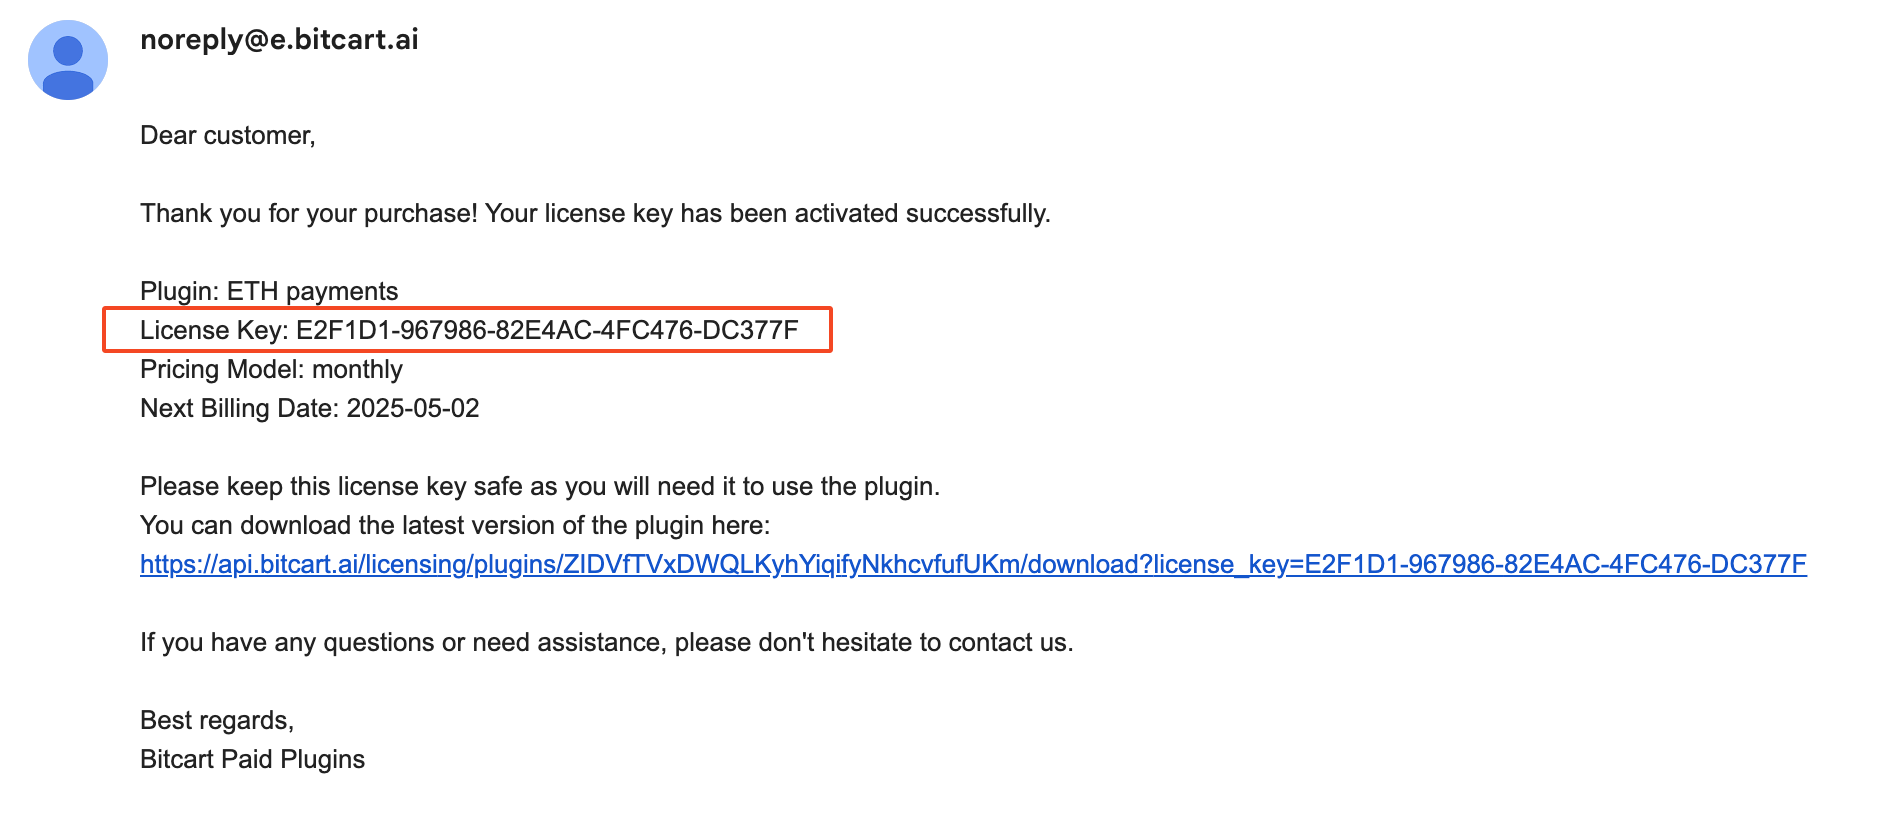 noreply@e.bitcart.ai
Dear customer,
Thank you for your purchase! Your license key has been activated successfully.
Plugin: ETH payments
License Key: E2F1D1-967986-82E4AC-4FC476-DC377F
Pricing Model: monthly
Next Billing Date: 2025-05-02
Please keep this license key safe as you will need it to use the plugin.
You can download the latest version of the plugin here:
https://api.bitcart.ai/licensing/plugins/ZIDVfTVxDWQLKyhYiqifyNkhcvfufUKm/download?license_key=E2F1D1-967986-82E4AC-4FC476-DC377F
If you have any questions or need assistance, please don't hesitate to contact us.
Best regards,
Bitcart Paid Plugins